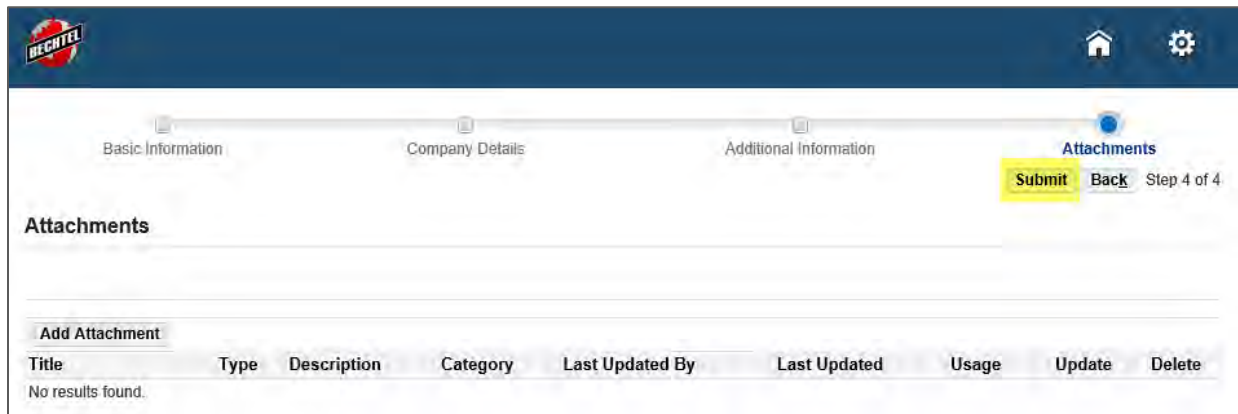 BECHTEL
Basic Information Company Details Additional Information Attachments
Submit Back Step 4 of 4
Attachments
Add Attachment
Title Type Description Category Last Updated By Last Updated Usage Update Delete
No results found.